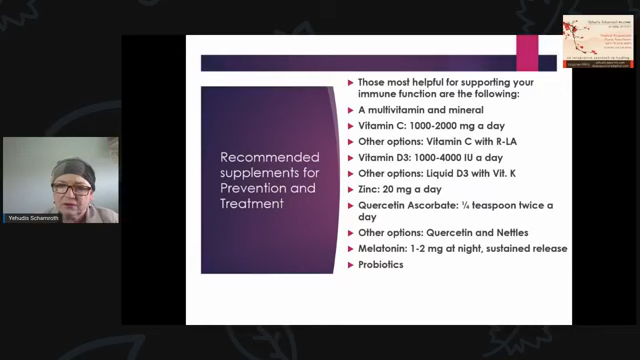 Recommended
supplements for
Prevention and
Treatment
Those most helpful for supporting your
immune function are the following:
A multivitamin and mineral
Vitamin C: 1000-2000 mg a day
Other options: Vitamin C with R-LA
Vitamin D3: 1000-4000 IU a day
Other options: Liquid D3 with Vit. K
Zinc: 20 mg a day
Quercetin Ascorbate: ¼ teaspoon twice a
day
Other options: Quercetin and Nettles
Melatonin: 1-2 mg at night, sustained release
Probiotics
Yehudis Schamroth